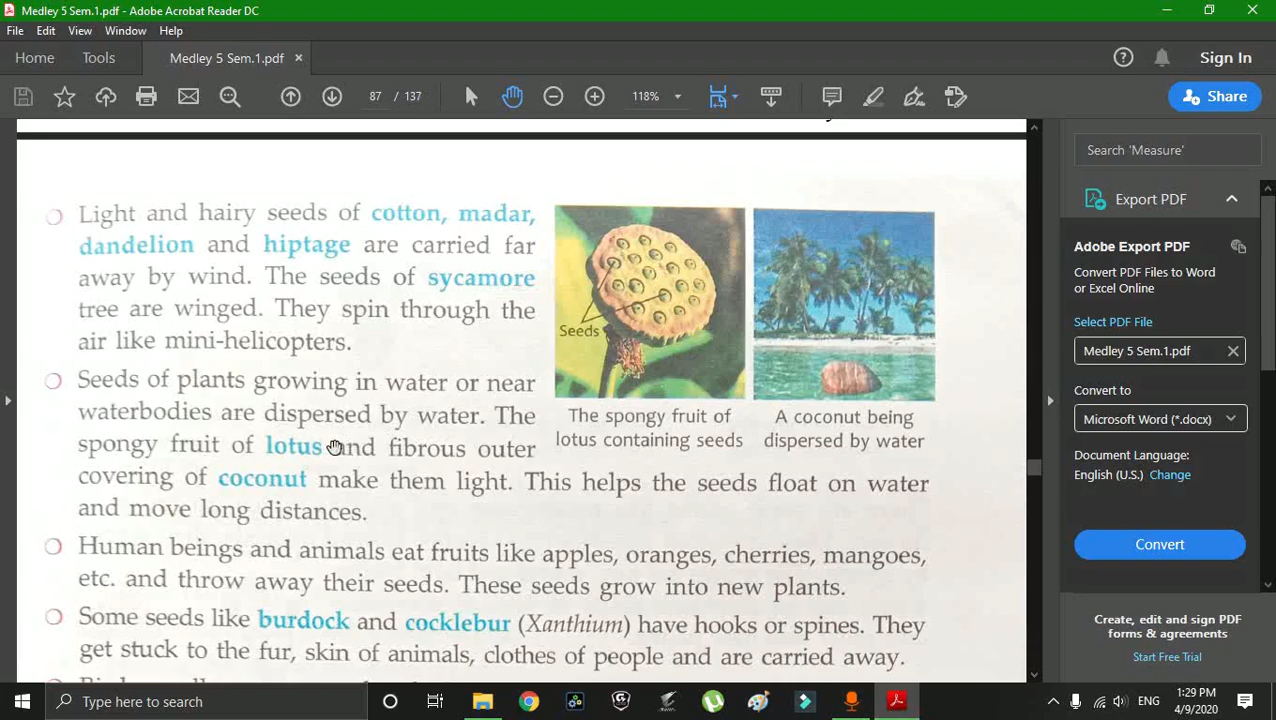 Medley 5 Sem.1.pdf - Adobe Acrobat Reader DC
File Edit View Window Help
Home Tools Medley 5 Sem.1.pdf × Sign In
87 / 137 118% Share
Light and hairy seeds of cotton, madar,
dandelion and hiptage are carried far
away by wind. The seeds of sycamore
tree are winged. They spin through the
air like mini-helicopters.
Seeds
The spongy fruit of
lotus containing seeds
A coconut being
dispersed by water
Seeds of plants growing in water or near
waterbodies are dispersed by water. The
spongy fruit of lotus and fibrous outer
covering of coconut make them light. This helps the seeds float on water
and move long distances.
Human beings and animals eat fruits like apples, oranges, cherries, mangoes,
etc. and throw away their seeds. These seeds grow into new plants.
Some seeds like burdock and cocklebur (Xanthium) have hooks or spines. They
get stuck to the fur, skin of animals, clothes of people and are carried away.
Search 'Measure'
Export PDF
Adobe Export PDF
Convert PDF Files to Word
or Excel Online
Select PDF File
Medley 5 Sem.1.pdf
Convert to
Microsoft Word (*.docx)
Document Language:
English (U.S.) Change
Convert
Create, edit and sign PDF
forms & agreements
Start Free Trial
Type here to search
ENG
1:29 PM
4/9/2020